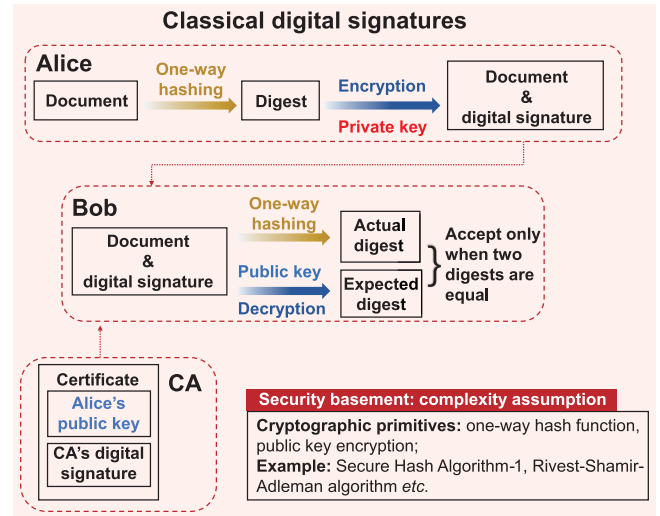 Classical digital signatures
Alice
Document
One-way
hashing
Digest
Encryption
Private key
Document
&
digital signature
Bob
Document
&
digital signature
One-way
hashing
Public key
Decryption
Actual
digest
Expected
digest
}
Accept only
when two
digests are
equal
CA
Certificate
Alice's
public key
CA's digital
signature
Security basement: complexity assumption
Cryptographic primitives: one-way hash function,
public key encryption;
Example: Secure Hash Algorithm-1, Rivest-Shamir-
Adleman algorithm etc.